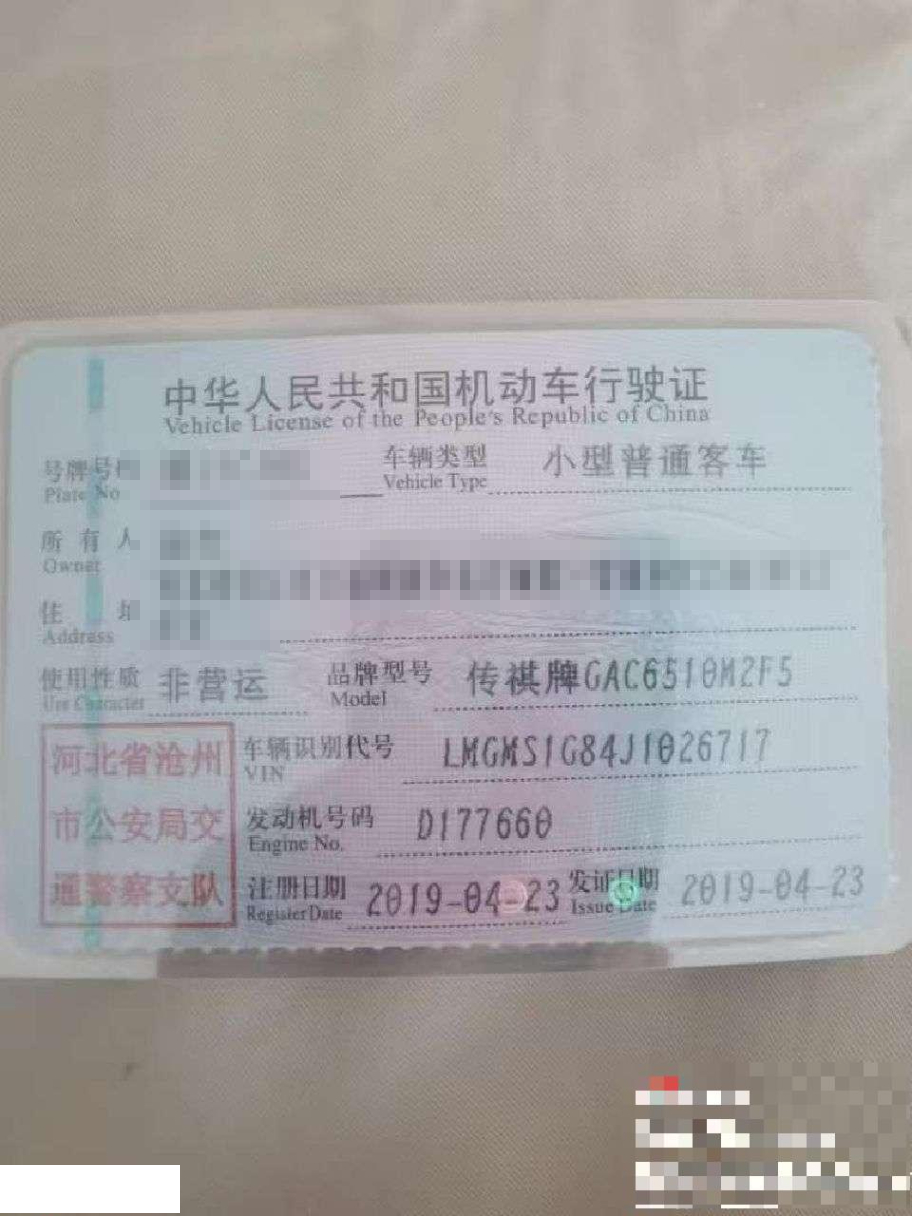 中华人民共和国机动车行驶证
Vehicle License of the People's Republic of China
号牌号 车辆类型 小型普通客车
Plate No Vehicle Type
所有人
Owner
住址
Address
使用性质 非营运 品牌型号 传祺牌GAC6510M2F5
Use Character Model
河北省沧州 车辆识别代号 LMGMS1G84J1026717
VIN
市公安局交 发动机号码 D177660
Engine No.
通警察支队 注册日期 2019-04-23 发证日期 2019-04-23
Register Date Issue Date